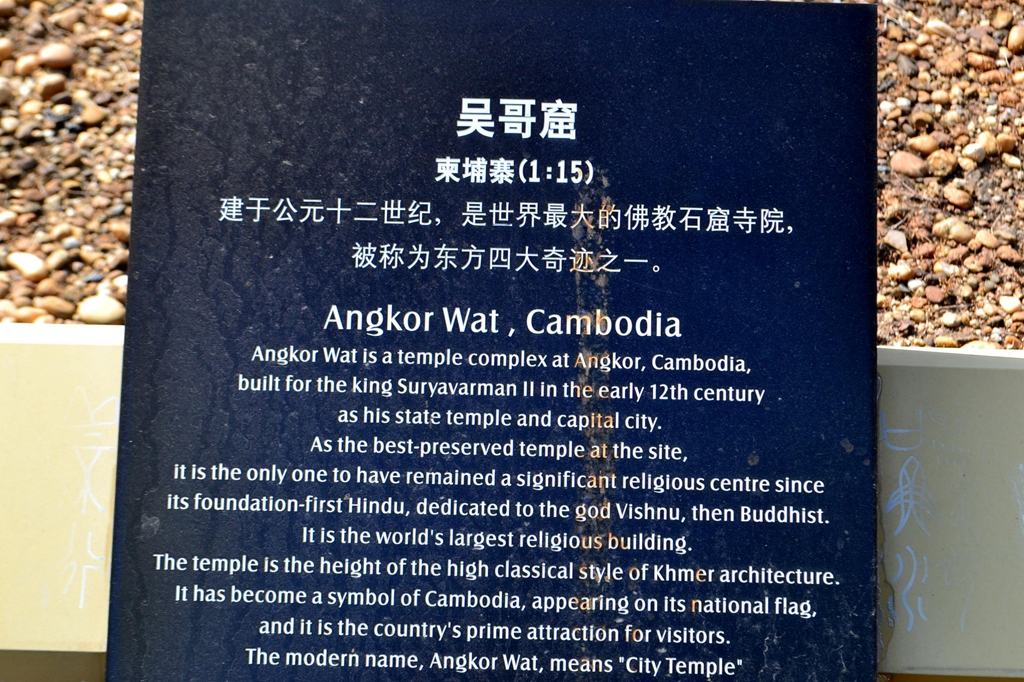 吴哥窟
柬埔寨(1:15)
建于公元十二世纪，是世界最大的佛教石窟寺院，
被称为东方四大奇迹之一。
Angkor Wat , Cambodia
Angkor Wat is a temple complex at Angkor, Cambodia,
built for the king Suryavarman II in the early 12th century
as his state temple and capital city.
As the best-preserved temple at the site,
it is the only one to have remained a significant religious centre since
its foundation-first Hindu, dedicated to the god Vishnu, then Buddhist.
It is the world's largest religious building.
The temple is the height of the high classical style of Khmer architecture.
It has become a symbol of Cambodia, appearing on its national flag,
and it is the country's prime attraction for visitors.
The modern name, Angkor Wat, means "City Temple"